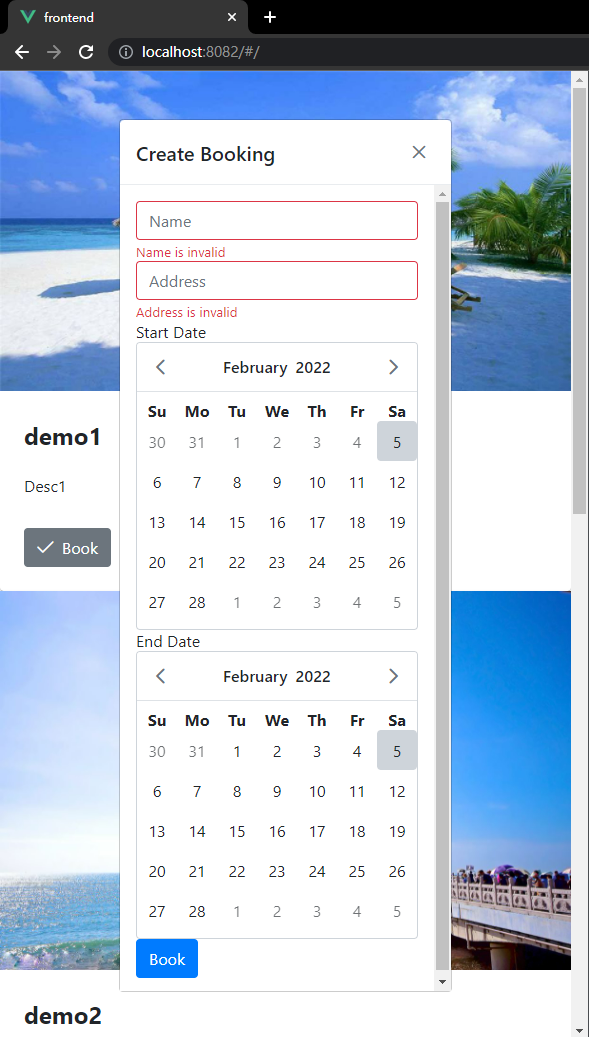 frontend
localhost:8082/#/
Create Booking
Name
Name is invalid
Address
Address is invalid
Start Date
February 2022
Su Mo Tu We Th Fr Sa
30 31 1 2 3 4 5
6 7 8 9 10 11 12
13 14 15 16 17 18 19
20 21 22 23 24 25 26
27 28 1 2 3 4 5
End Date
February 2022
Su Mo Tu We Th Fr Sa
30 31 1 2 3 4 5
6 7 8 9 10 11 12
13 14 15 16 17 18 19
20 21 22 23 24 25 26
27 28 1 2 3 4 5
Book
demo1
Desc1
Book
demo2